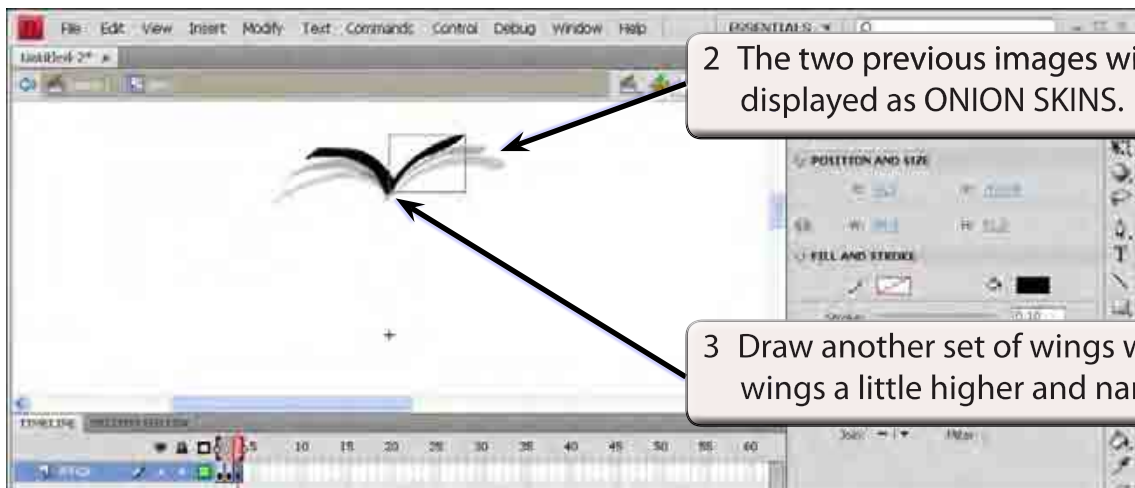 File Edit View Insert Modify Text Commands Control Debug Window Help ESSENTIALS
Untitled-2*
2 The two previous images wi
displayed as ONION SKINS.
POSITION AND SIZE
W: H:
FILL AND STROKE
3 Draw another set of wings w
wings a little higher and nar
TIMELINE
5 10 15 20 25 30 35 40 45 50 55 60